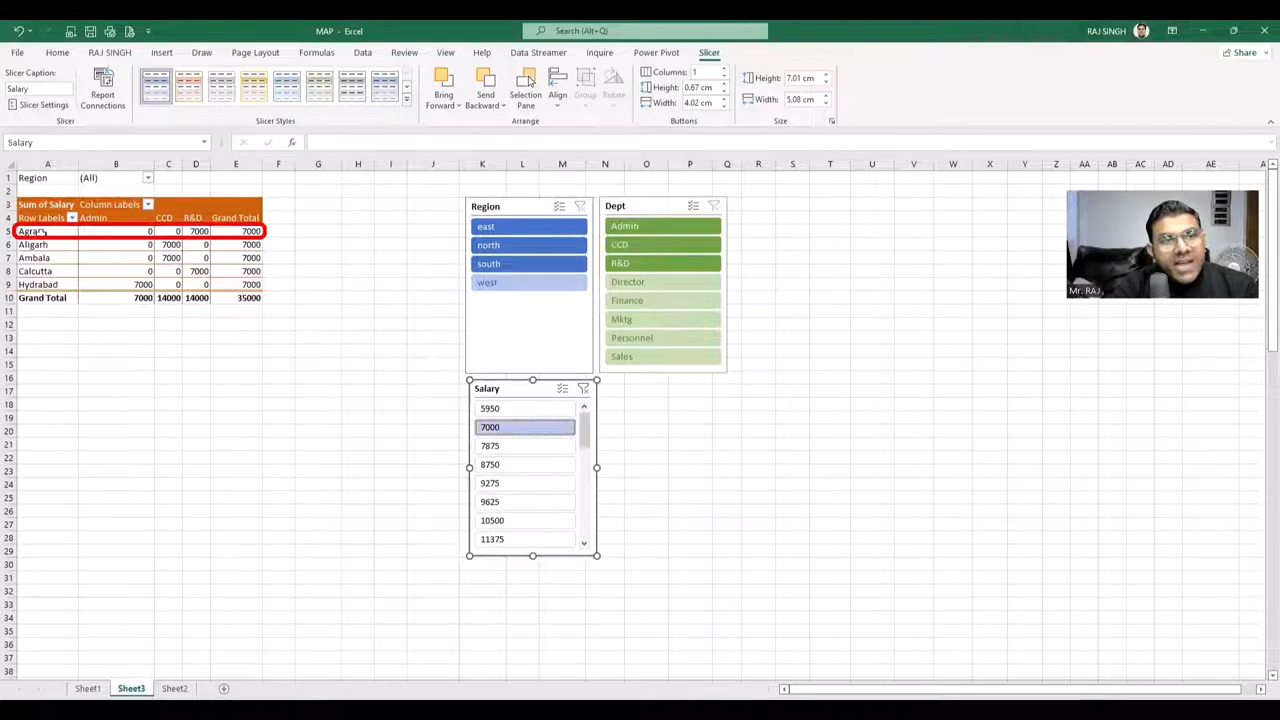 MAP - Excel
Search (Alt+Q)
RAJ SINGH
File Home RAJ SINGH Insert Draw Page Layout Formulas Data Review View Help Data Streamer Inquire Power Pivot Slicer
Share
Slicer Caption:
Salary
Slicer Settings
Report Connections
Bring Forward
Send Backward
Selection Pane
Align
Group
Rotate
Columns: 1
Height: 0.67 cm
Width: 4.02 cm
Height: 7.01 cm
Width: 5.08 cm
Slicer Slicer Styles Arrange Buttons Size
Salary
fx
A B C D E F G H I J K L M N O P Q R S T U V W X Y Z AA AB AC AD AE
1 Region (All)
2
3 Sum of Salary Column Labels
4 Row Labels Admin CCD R&D Grand Total
5 Agra 0 0 7000 7000
6 Aligarh 0 7000 0 7000
7 Ambala 0 7000 0 7000
8 Calcutta 0 0 7000 7000
9 Hydrabad 7000 0 0 7000
10 Grand Total 7000 14000 14000 35000
11
12
13
14
15
16
17
18
19
20
21
22
23
24
25
26
27
28
29
30
31
32
33
34
35
36
37
38
Region
east
north
south
west
Dept
Admin
CCD
R&D
Director
Finance
Mktg
Personnel
Sales
Salary
5950
7000
7875
8750
9275
9625
10500
11375
Mr. RAJ
Sheet1 Sheet3 Sheet2